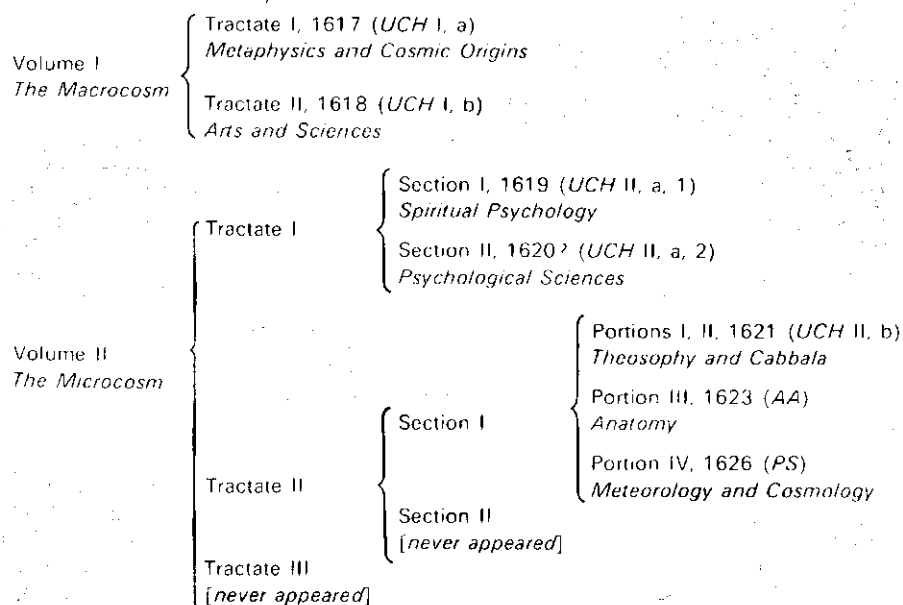 Volume I
The Macrocosm
Tractate I, 1617 (UCH I, a)
Metaphysics and Cosmic Origins
Tractate II, 1618 (UCH I, b)
Arts and Sciences
Volume II
The Microcosm
Tractate I
Section I, 1619 (UCH II, a, 1)
Spiritual Psychology
Section II, 1620? (UCH II, a, 2)
Psychological Sciences
Tractate II
Section I
Portions I, II, 1621 (UCH II, b)
Theosophy and Cabbala
Portion III, 1623 (AA)
Anatomy
Portion IV, 1626 (PS)
Meteorology and Cosmology
Section II
[never appeared]
Tractate III
[never appeared]